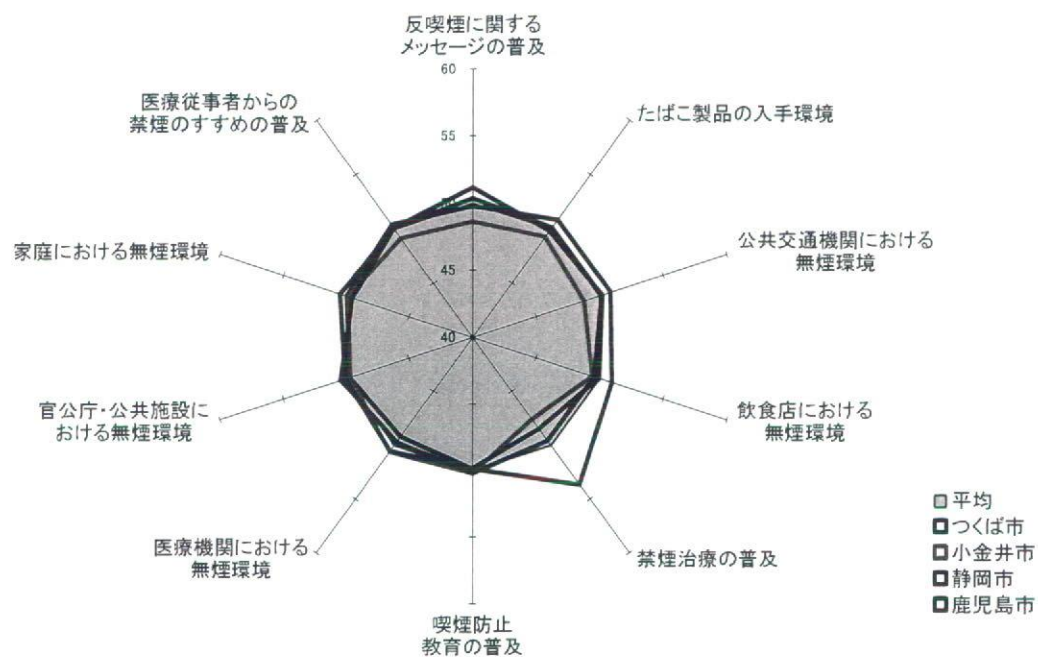 反喫煙に関する
メッセージの普及
60
医療従事者からの
禁煙のすすめの普及
55
たばこ製品の入手環境
家庭における無煙環境
45
公共交通機関における
無煙環境
40
官公庁・公共施設に
おける無煙環境
飲食店における
無煙環境
医療機関における
無煙環境
禁煙治療の普及
喫煙防止
教育の普及
平均
つくば市
小金井市
静岡市
鹿児島市